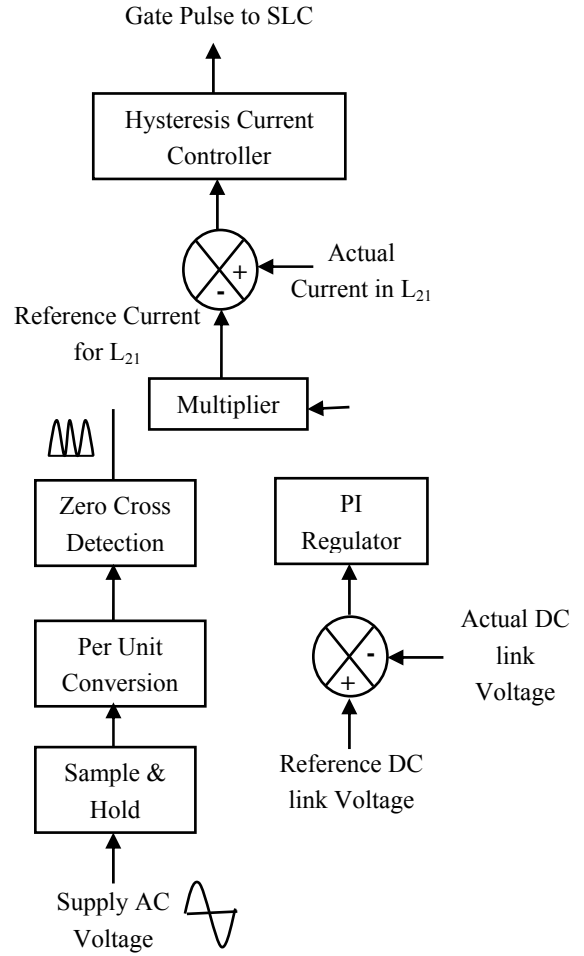 Gate Pulse to SLC
Hysteresis Current
Controller
+
-
Actual
Current in L₂₁
Reference Current
for L₂₁
Multiplier
Zero Cross
Detection
PI
Regulator
Per Unit
Conversion
-
+
Actual DC
link
Voltage
Sample &
Hold
Reference DC
link Voltage
Supply AC
Voltage